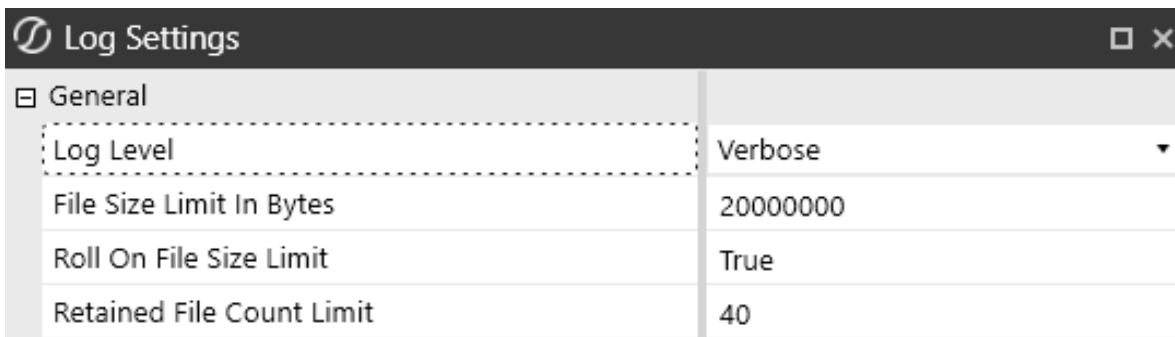 Log Settings
General
Log Level Verbose
File Size Limit In Bytes 20000000
Roll On File Size Limit True
Retained File Count Limit 40